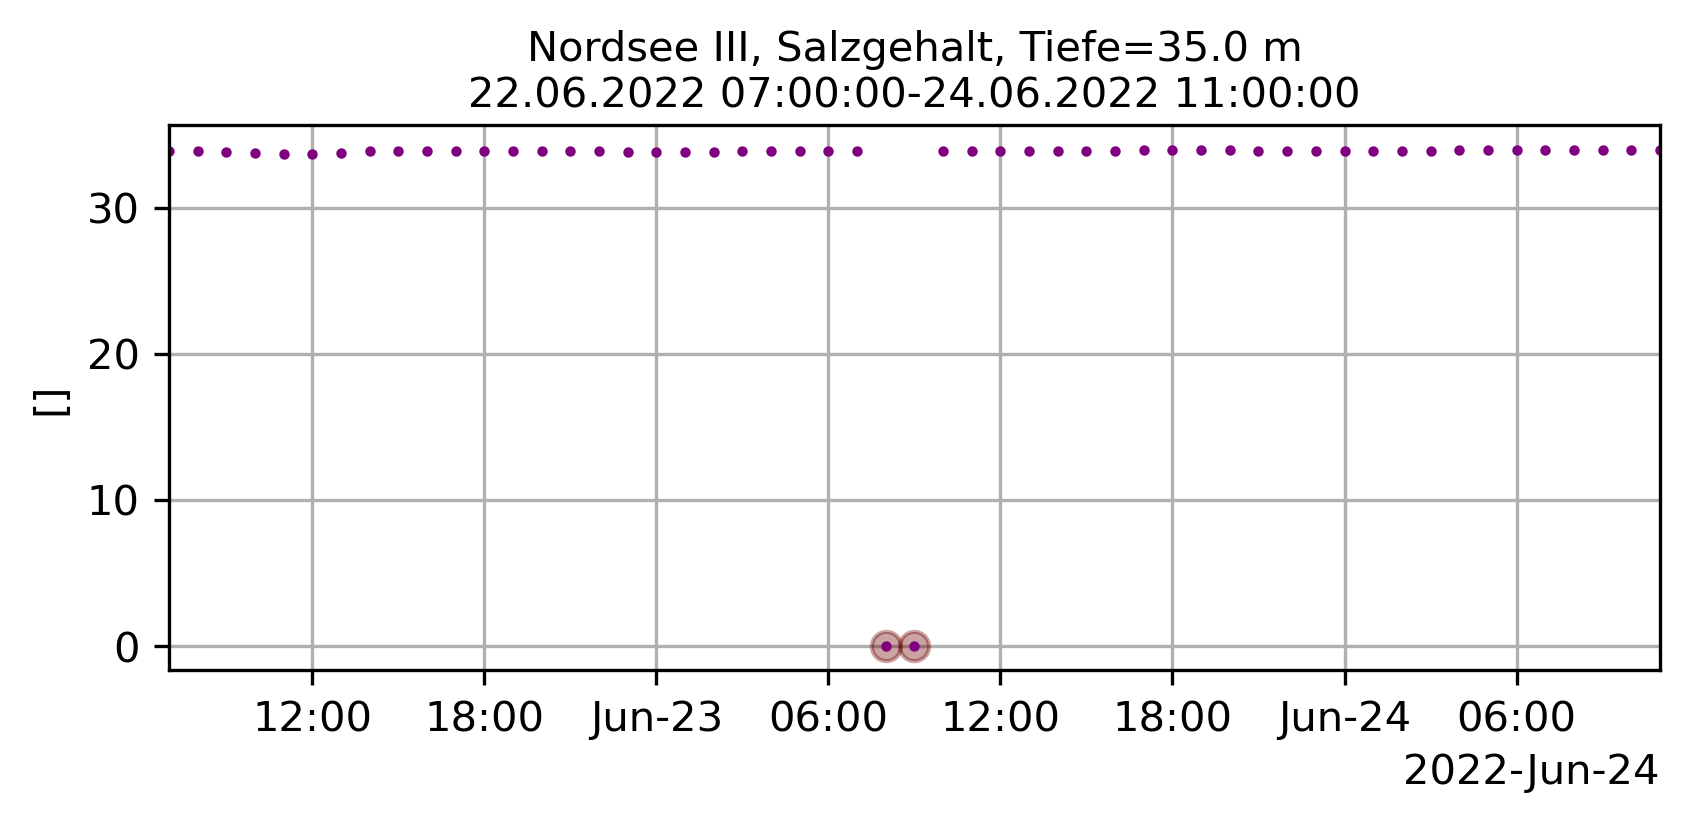 Nordsee III, Salzgehalt, Tiefe=35.0 m
22.06.2022 07:00:00-24.06.2022 11:00:00
30
20
10
0
[]
12:00 18:00 Jun-23 06:00 12:00 18:00 Jun-24 06:00
2022-Jun-24